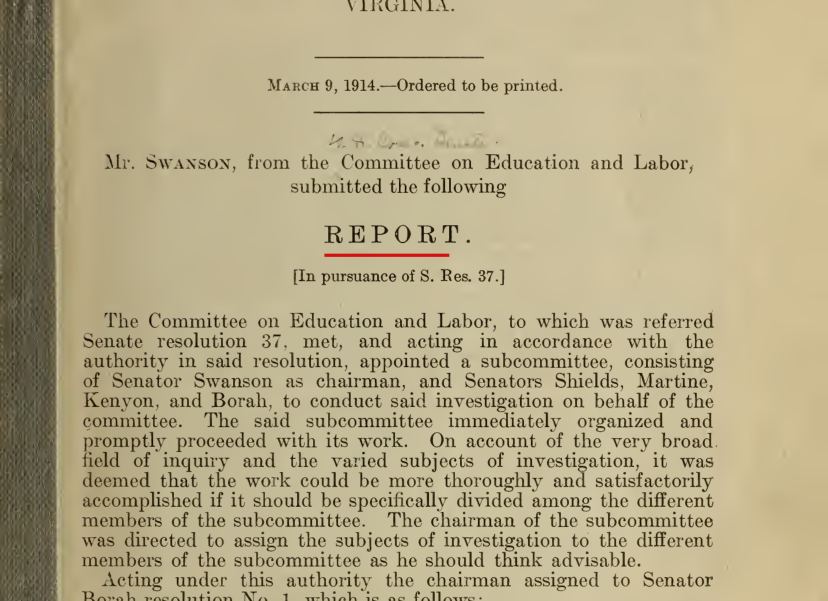 VIRGINIA.
MARCH 9, 1914.—Ordered to be printed.
Mr. SWANSON, from the Committee on Education and Labor,
submitted the following
REPORT.
[In pursuance of S. Res. 37.]
The Committee on Education and Labor, to which was referred
Senate resolution 37, met, and acting in accordance with the
authority in said resolution, appointed a subcommittee, consisting
of Senator Swanson as chairman, and Senators Shields, Martine,
Kenyon, and Borah, to conduct said investigation on behalf of the
committee. The said subcommittee immediately organized and
promptly proceeded with its work. On account of the very broad
field of inquiry and the varied subjects of investigation, it was
deemed that the work could be more thoroughly and satisfactorily
accomplished if it should be specifically divided among the different
members of the subcommittee. The chairman of the subcommittee
was directed to assign the subjects of investigation to the different
members of the subcommittee as he should think advisable.
Acting under this authority the chairman assigned to Senator
Borah resolution No. 1, which is as follows: